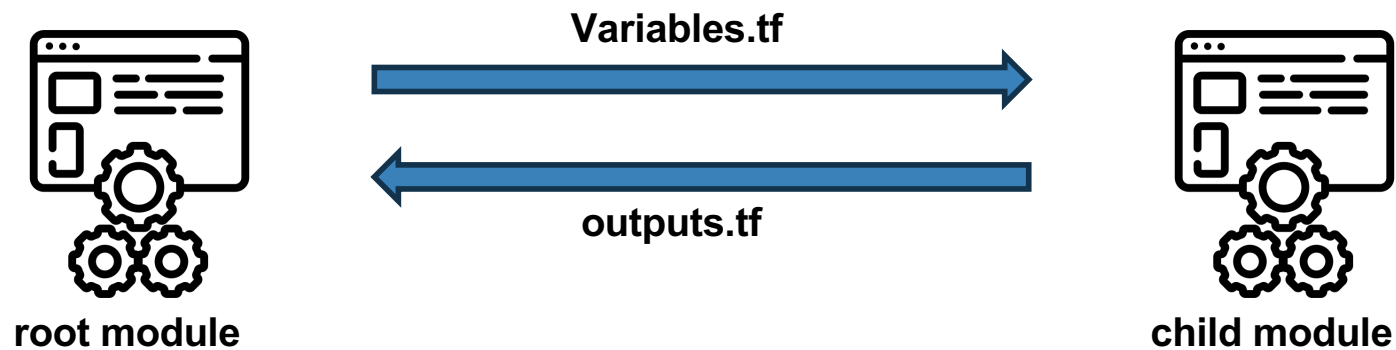 Variables.tf
outputs.tf
root module
child module